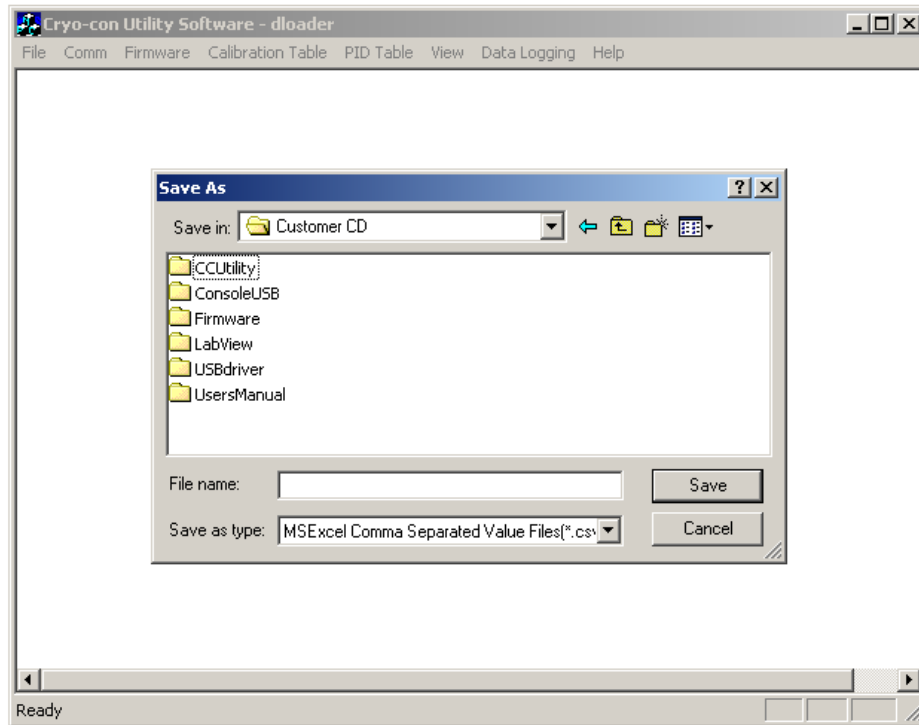 Cryo-con Utility Software - dloader
File Comm Firmware Calibration Table PID Table View Data Logging Help
Save As
Save in: Customer CD
CCUtility
ConsoleUSB
Firmware
LabView
USBdriver
UsersManual
File name: Save
Save as type: MSExcel Comma Separated Value Files(*.csv Cancel
Ready